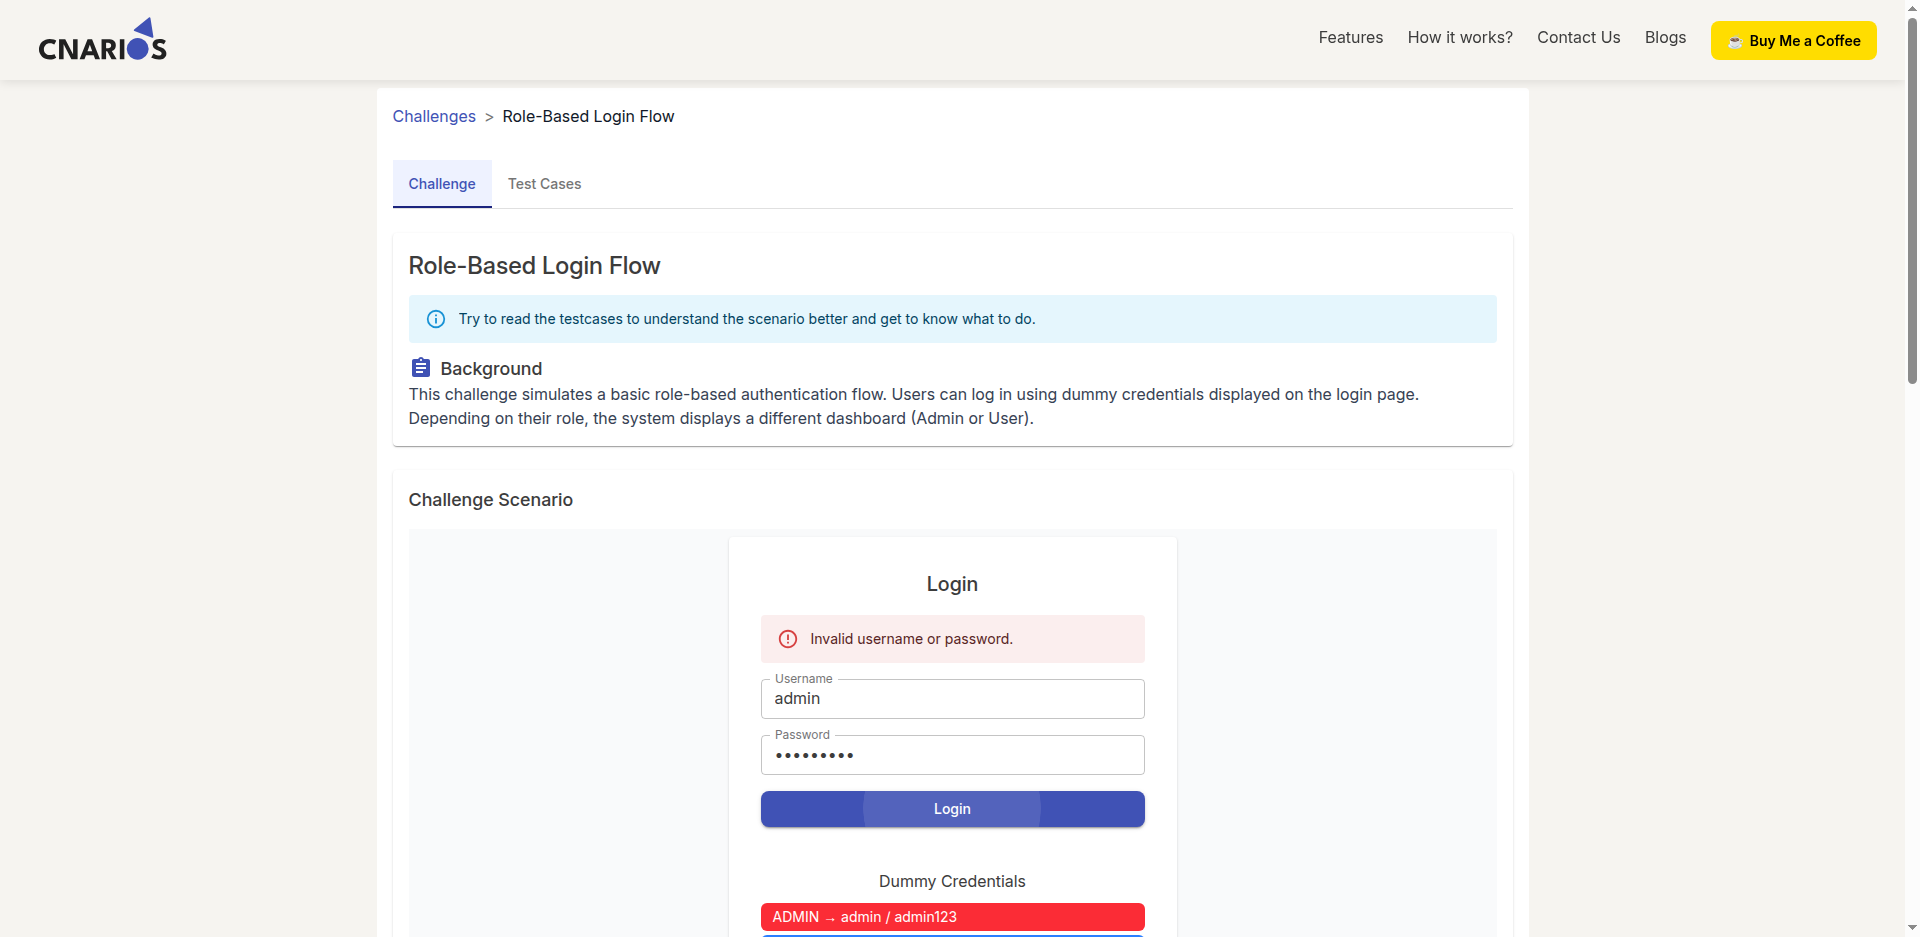 CNARIOS
Features
How it works?
Contact Us
Blogs
☕ Buy Me a Coffee
Challenges > Role-Based Login Flow
Challenge
Test Cases
Role-Based Login Flow
Try to read the testcases to understand the scenario better and get to know what to do.
Background
This challenge simulates a basic role-based authentication flow. Users can log in using dummy credentials displayed on the login page.
Depending on their role, the system displays a different dashboard (Admin or User).
Challenge Scenario
Login
Invalid username or password.
Username
admin
Password
•••••••••
Login
Dummy Credentials
ADMIN → admin / admin123